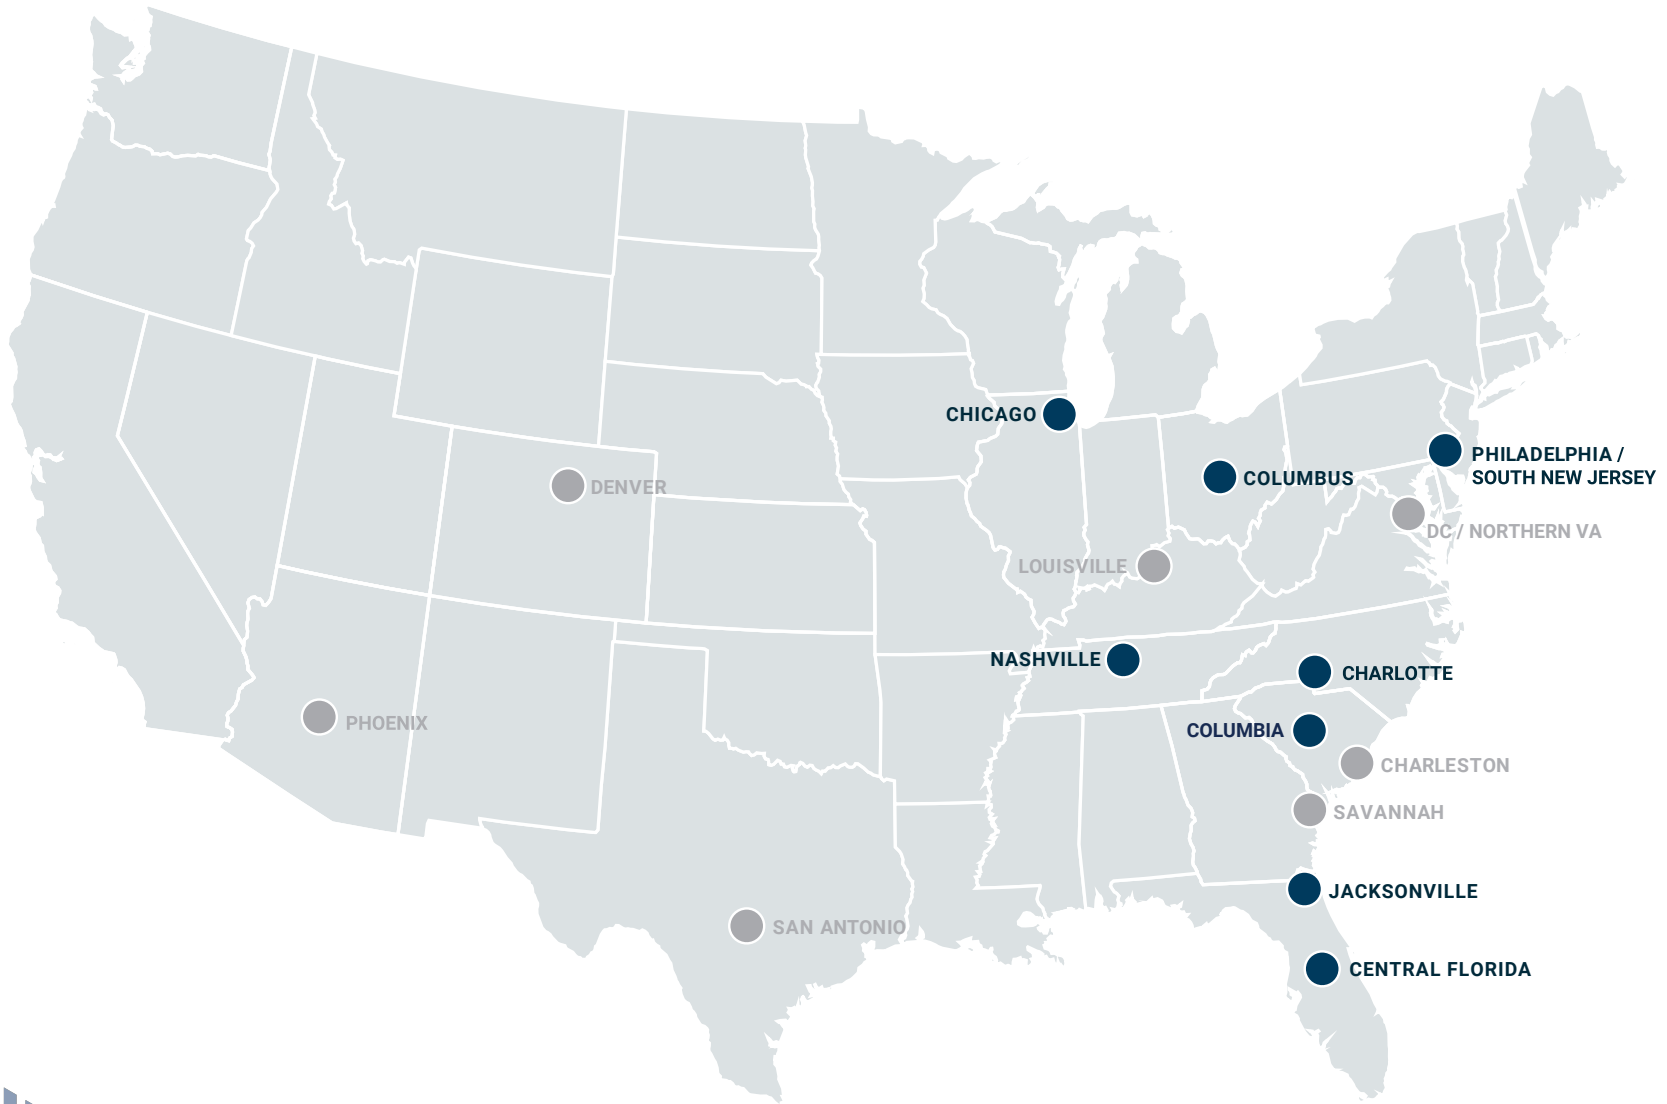 CHICAGO
PHILADELPHIA /
SOUTH NEW JERSEY
COLUMBUS
DENVER
DC / NORTHERN VA
LOUISVILLE
NASHVILLE
CHARLOTTE
PHOENIX
COLUMBIA
CHARLESTON
SAVANNAH
JACKSONVILLE
SAN ANTONIO
CENTRAL FLORIDA